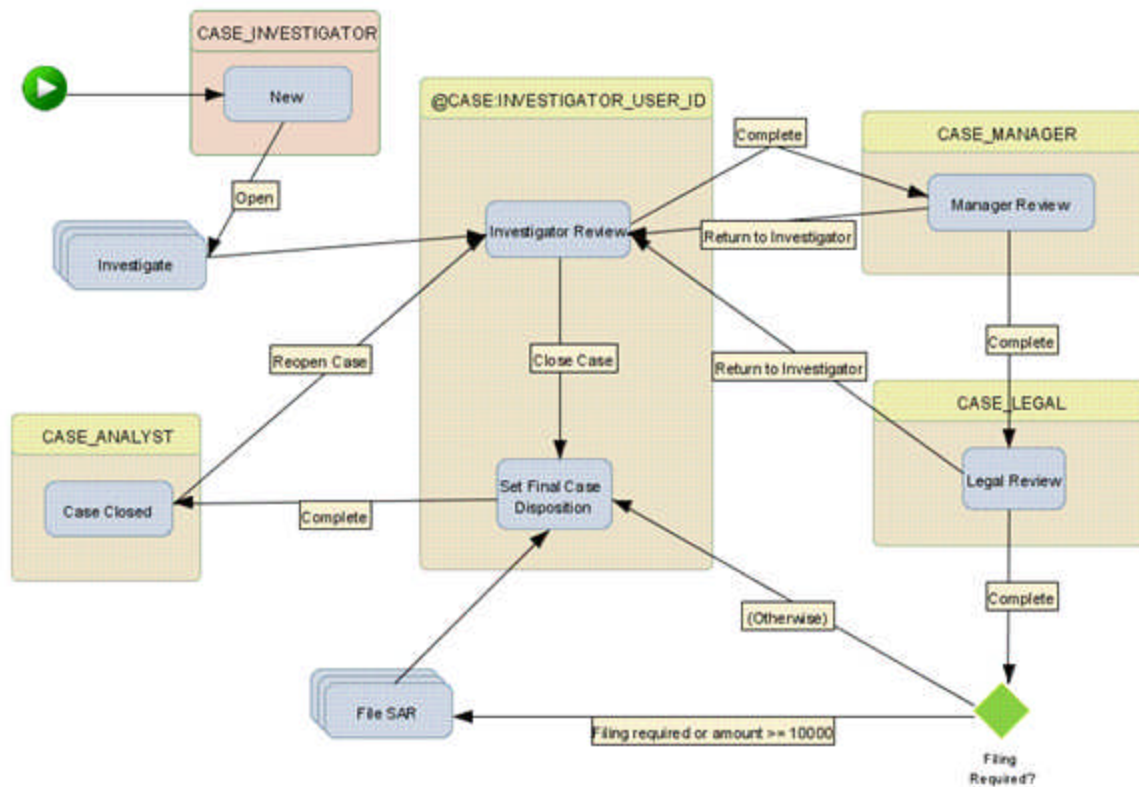 CASE_INVESTIGATOR
New
Open
Investigate
@CASE:INVESTIGATOR_USER_ID
Investigator Review
Complete
CASE_MANAGER
Manager Review
Return to Investigator
Complete
Reopen Case
Close Case
Return to Investigator
CASE_LEGAL
Legal Review
CASE_ANALYST
Case Closed
Complete
Set Final Case
Disposition
Complete
(Otherwise)
File SAR
Filing required or amount >= 10000
Filing
Required?